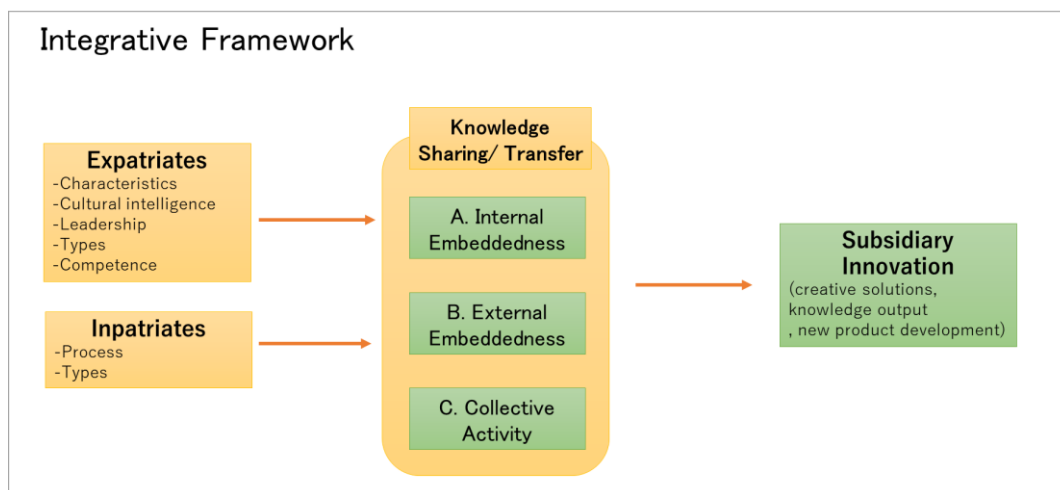 Integrative Framework
Expatriates
-Characteristics
-Cultural intelligence
-Leadership
-Types
-Competence
Inpatriates
-Process
-Types
Knowledge
Sharing/ Transfer
A. Internal
Embeddedness
B. External
Embeddedness
C. Collective
Activity
Subsidiary
Innovation
(creative solutions,
knowledge output
, new product development)